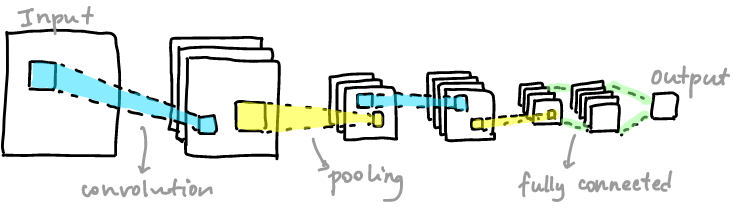 Input
output
convolution
pooling
fully connected